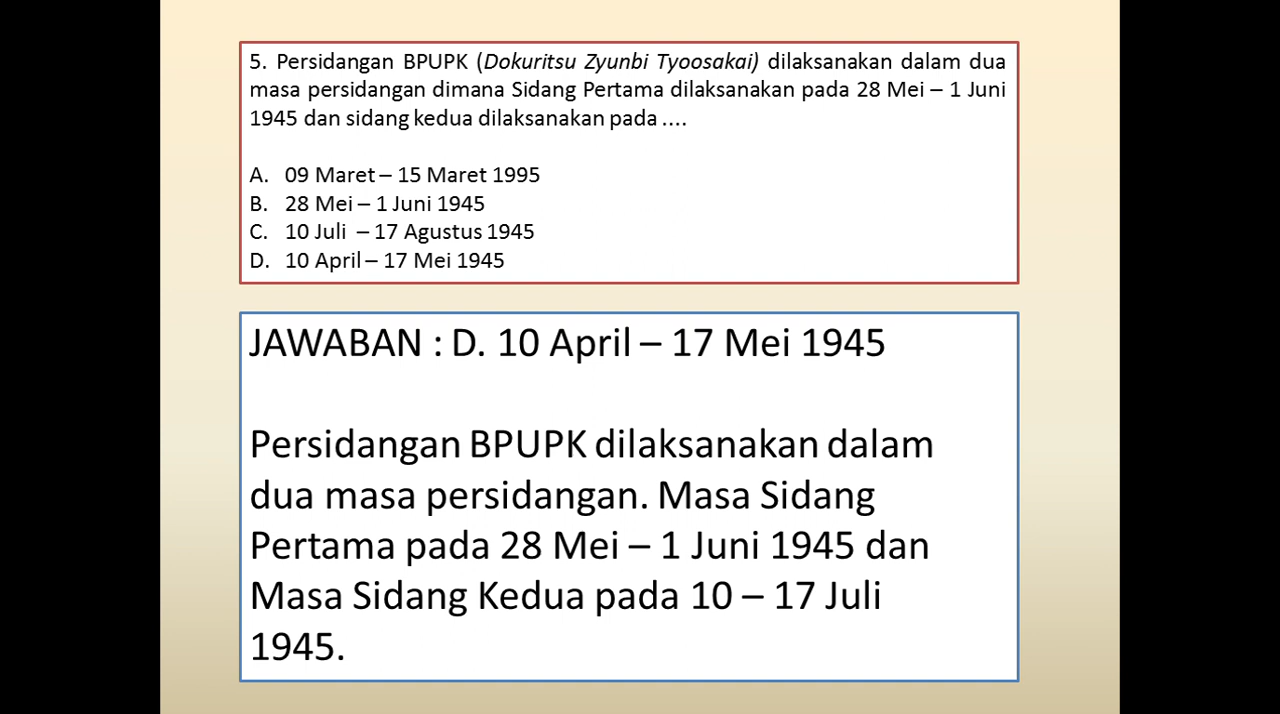 5. Persidangan BPUPK (Dokuritsu Zyunbi Tyoosakai) dilaksanakan dalam dua
masa persidangan dimana Sidang Pertama dilaksanakan pada 28 Mei – 1 Juni
1945 dan sidang kedua dilaksanakan pada ....
A. 09 Maret – 15 Maret 1995
B. 28 Mei – 1 Juni 1945
C. 10 Juli – 17 Agustus 1945
D. 10 April – 17 Mei 1945
JAWABAN : D. 10 April – 17 Mei 1945
Persidangan BPUPK dilaksanakan dalam
dua masa persidangan. Masa Sidang
Pertama pada 28 Mei – 1 Juni 1945 dan
Masa Sidang Kedua pada 10 – 17 Juli
1945.